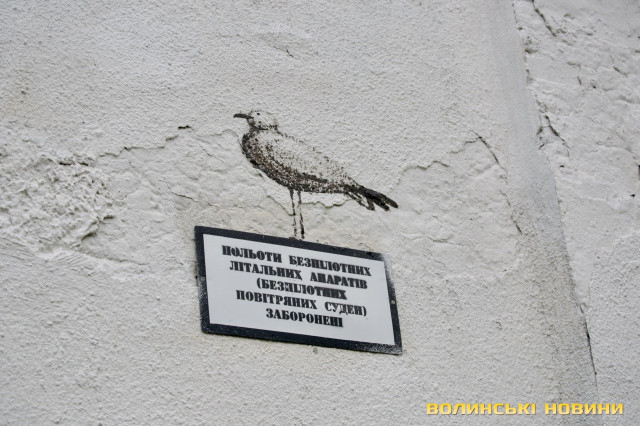 ПОЛЬОТИ БЕЗПІЛОТНИХ
ЛІТАЛЬНИХ АПАРАТІВ
(БЕЗПІЛОТНИХ
ПОВІТРЯНИХ СУДЕН)
ЗАБОРОНЕНІ
ВОЛИНСЬКІ НОВИНИ